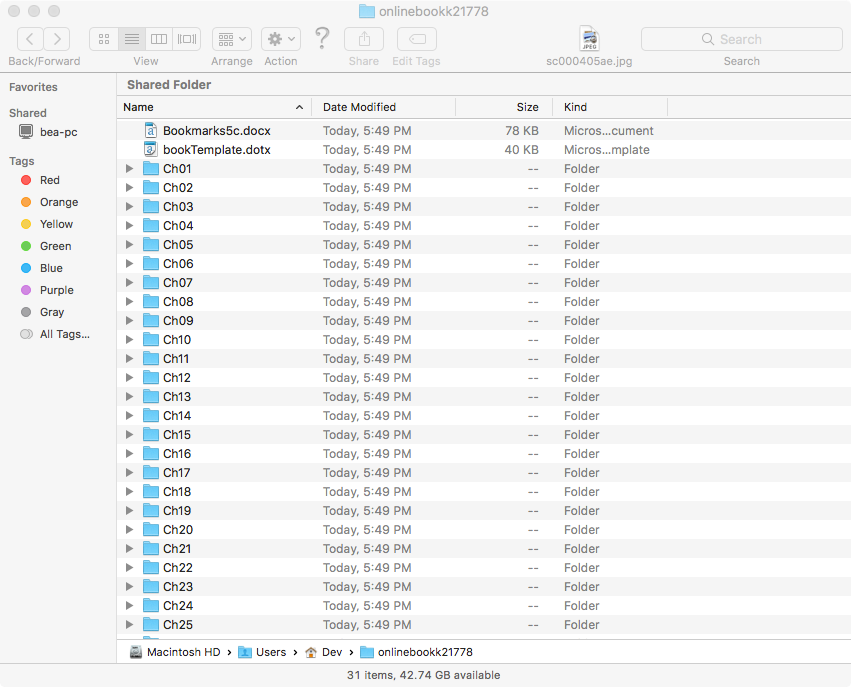 onlinebookk21778
Back/Forward View Arrange Action Share Edit Tags sc000405ae.jpg Search
JPEG
Search
Favorites
Shared
bea-pc
Tags
Red
Orange
Yellow
Green
Blue
Purple
Gray
All Tags...
Shared Folder
Name Date Modified Size Kind
Bookmarks5c.docx Today, 5:49 PM 78 KB Micros...cument
bookTemplate.dotx Today, 5:49 PM 40 KB Micros...mplate
Ch01 Today, 5:49 PM -- Folder
Ch02 Today, 5:49 PM -- Folder
Ch03 Today, 5:49 PM -- Folder
Ch04 Today, 5:49 PM -- Folder
Ch05 Today, 5:49 PM -- Folder
Ch06 Today, 5:49 PM -- Folder
Ch07 Today, 5:49 PM -- Folder
Ch08 Today, 5:49 PM -- Folder
Ch09 Today, 5:49 PM -- Folder
Ch10 Today, 5:49 PM -- Folder
Ch11 Today, 5:49 PM -- Folder
Ch12 Today, 5:49 PM -- Folder
Ch13 Today, 5:49 PM -- Folder
Ch14 Today, 5:49 PM -- Folder
Ch15 Today, 5:49 PM -- Folder
Ch16 Today, 5:49 PM -- Folder
Ch17 Today, 5:49 PM -- Folder
Ch18 Today, 5:49 PM -- Folder
Ch19 Today, 5:49 PM -- Folder
Ch20 Today, 5:49 PM -- Folder
Ch21 Today, 5:49 PM -- Folder
Ch22 Today, 5:49 PM -- Folder
Ch23 Today, 5:49 PM -- Folder
Ch24 Today, 5:49 PM -- Folder
Ch25 Today, 5:49 PM -- Folder
Macintosh HD › Users › Dev › onlinebookk21778
31 items, 42.74 GB available